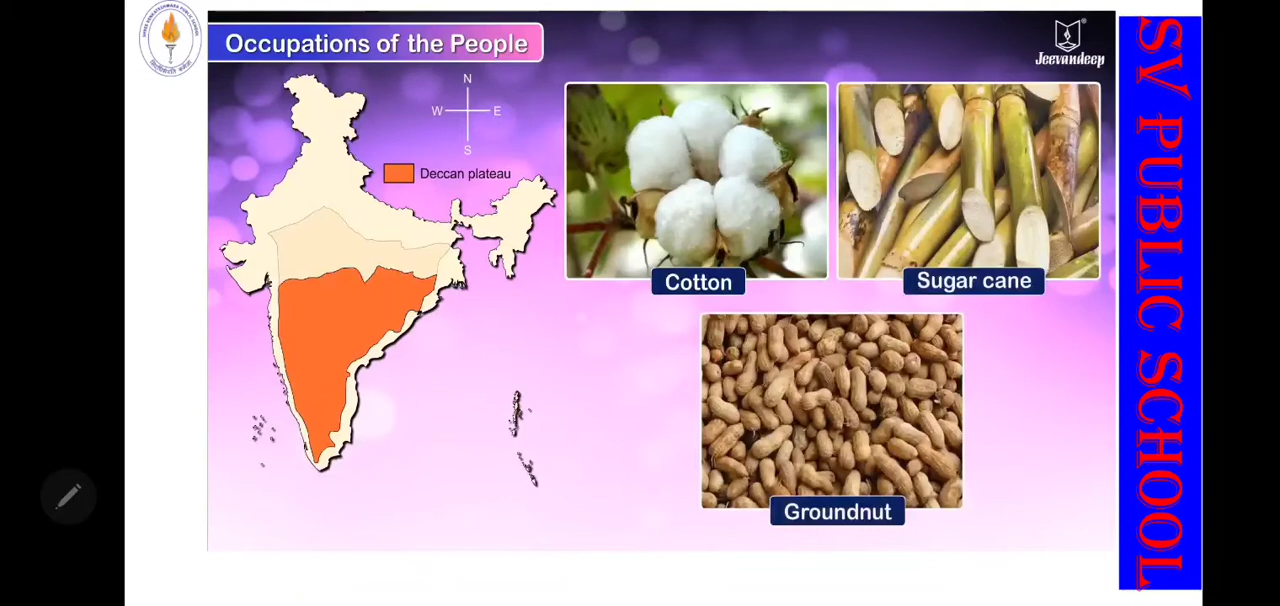 Occupations of the People
Jeevandeep
N
W E
S
Deccan plateau
Cotton
Sugar cane
Groundnut
SV PUBLIC SCHOOL